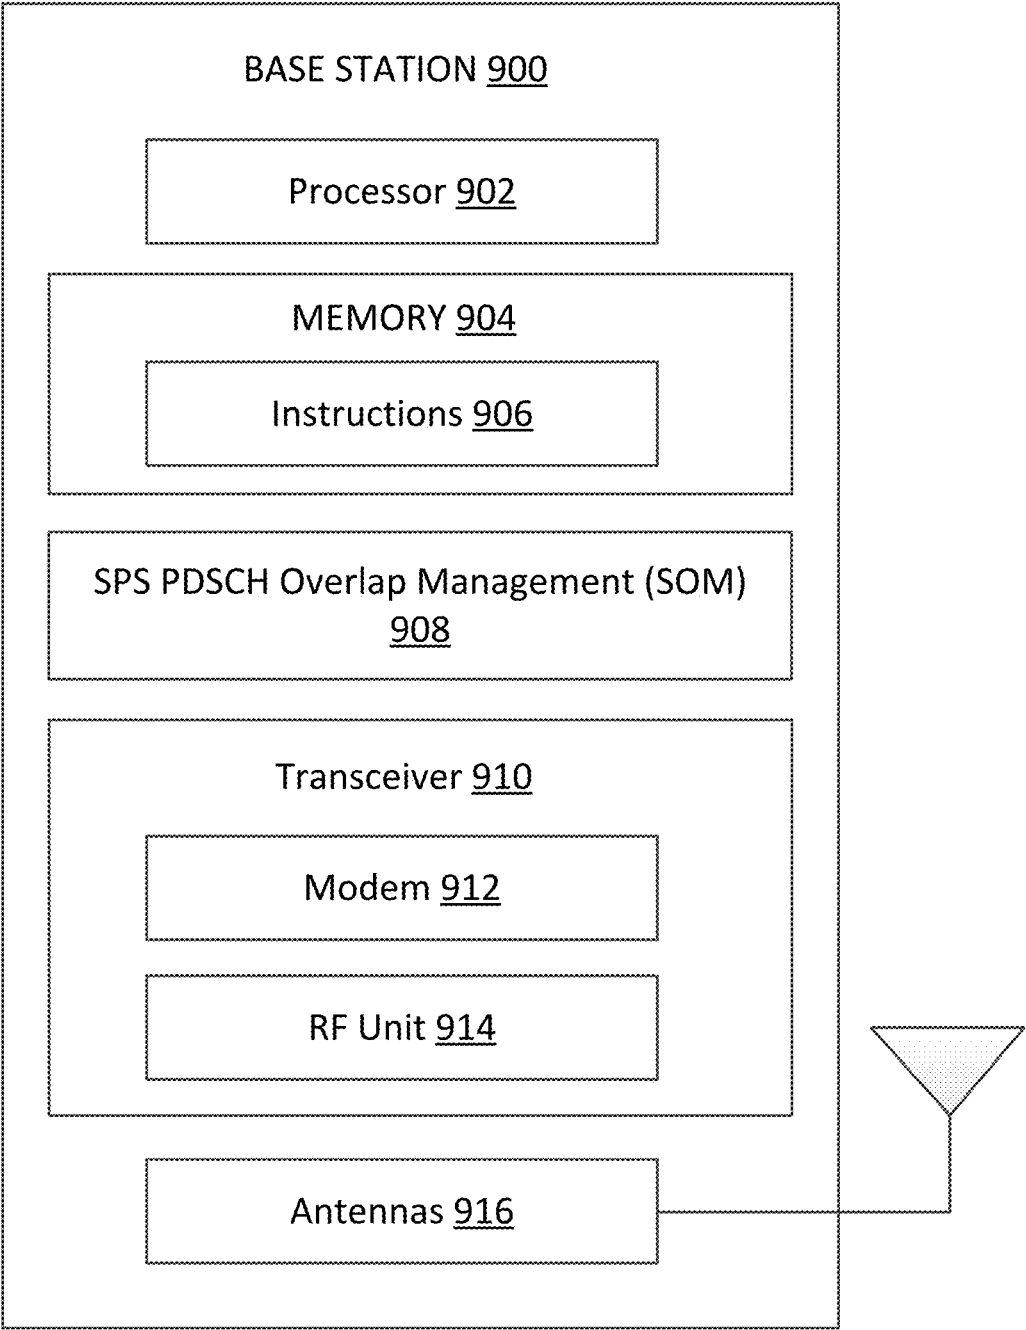 BASE STATION 900
Processor 902
MEMORY 904
Instructions 906
SPS PDSCH Overlap Management (SOM)
908
Transceiver 910
Modem 912
RF Unit 914
Antennas 916